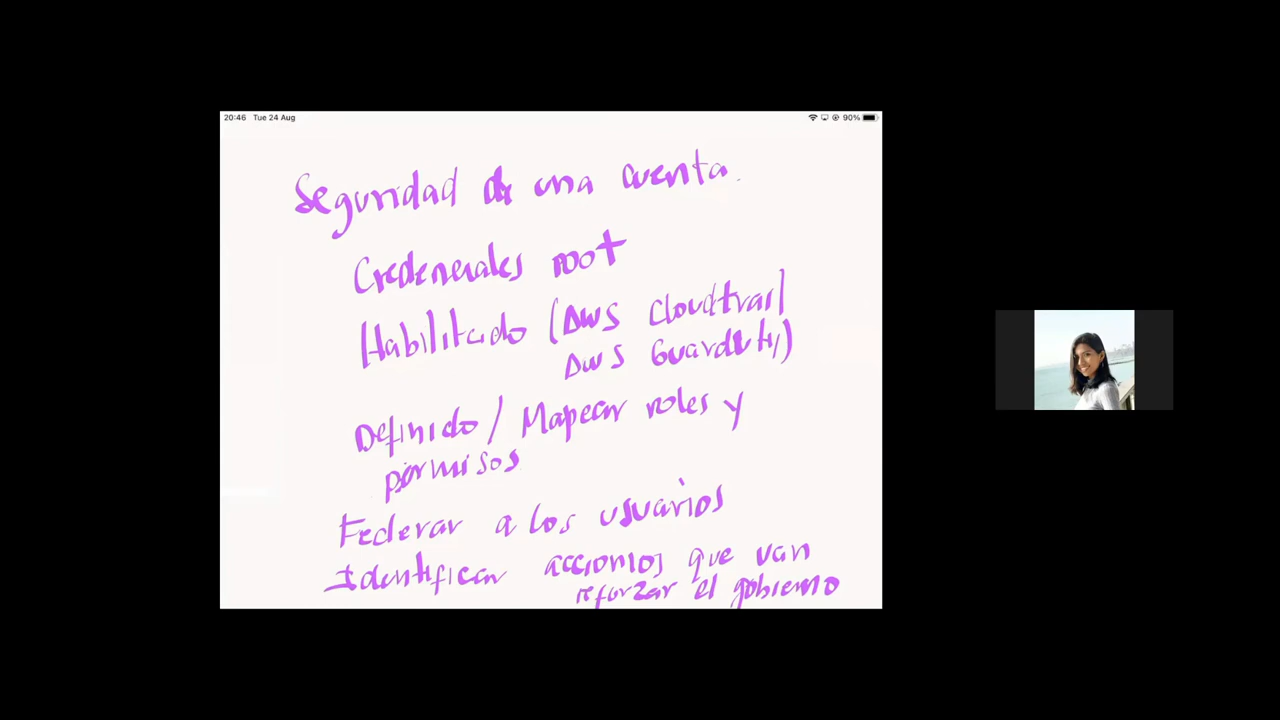 20:46 Tue 24 Aug 90%
Seguridad de una cuenta.
Credenciales root
Habilitado (AWS Cloudtrail
AWS Guardduty)
Definido / Mapear roles y
permisos
Federar a los usuarios
Identificar acciones que van
reforzar el gobierno